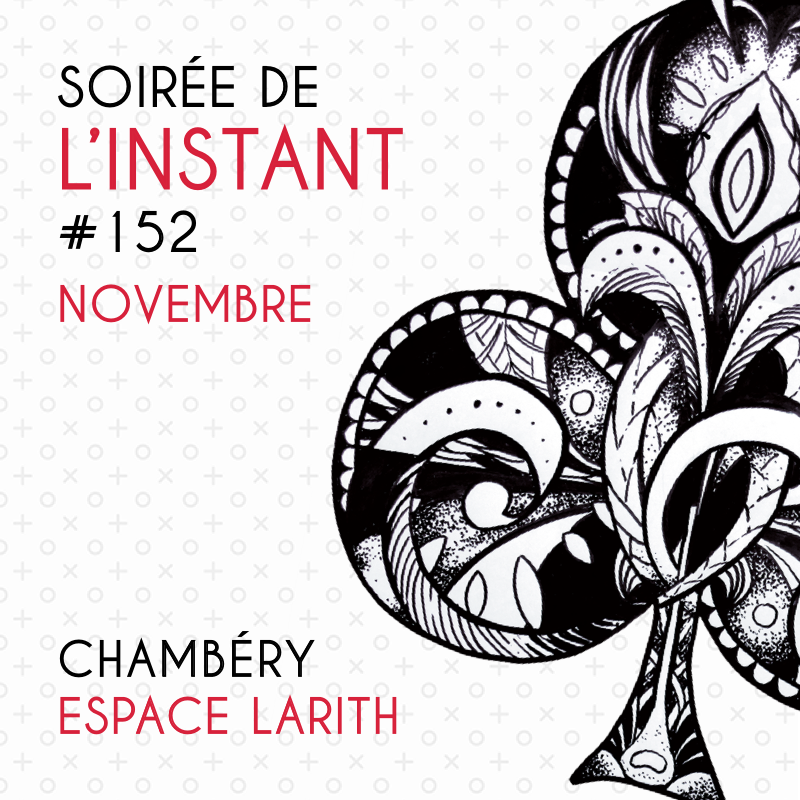 SOIRÉE DE
L'INSTANT
#152
NOVEMBRE
CHAMBÉRY
ESPACE LARITH